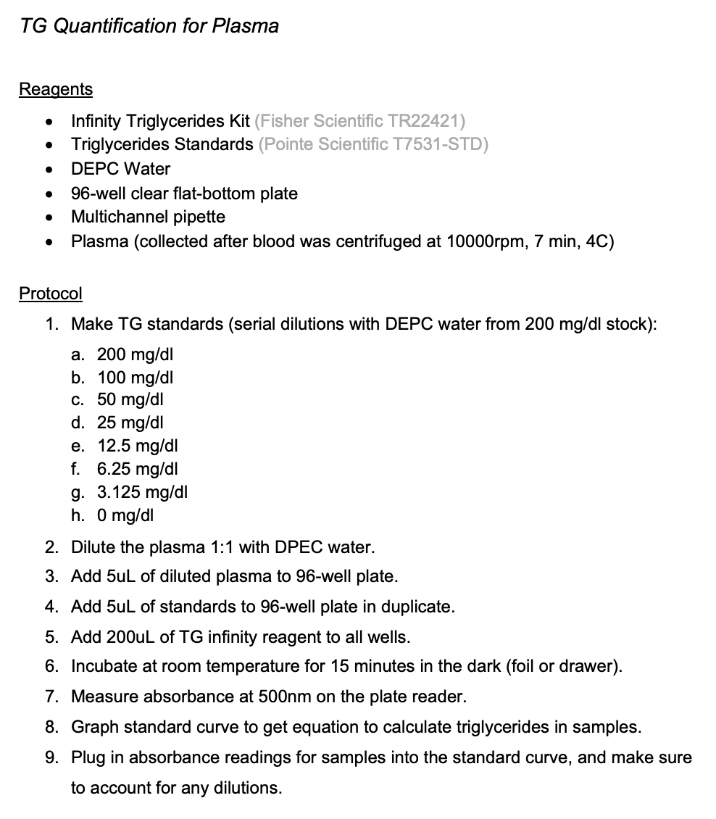 TG Quantification for Plasma
Reagents
• Infinity Triglycerides Kit (Fisher Scientific TR22421)
• Triglycerides Standards (Pointe Scientific T7531-STD)
• DEPC Water
• 96-well clear flat-bottom plate
• Multichannel pipette
• Plasma (collected after blood was centrifuged at 10000rpm, 7 min, 4C)
Protocol
1. Make TG standards (serial dilutions with DEPC water from 200 mg/dl stock):
a. 200 mg/dl
b. 100 mg/dl
c. 50 mg/dl
d. 25 mg/dl
e. 12.5 mg/dl
f. 6.25 mg/dl
g. 3.125 mg/dl
h. 0 mg/dl
2. Dilute the plasma 1:1 with DPEC water.
3. Add 5uL of diluted plasma to 96-well plate.
4. Add 5uL of standards to 96-well plate in duplicate.
5. Add 200uL of TG infinity reagent to all wells.
6. Incubate at room temperature for 15 minutes in the dark (foil or drawer).
7. Measure absorbance at 500nm on the plate reader.
8. Graph standard curve to get equation to calculate triglycerides in samples.
9. Plug in absorbance readings for samples into the standard curve, and make sure
to account for any dilutions.